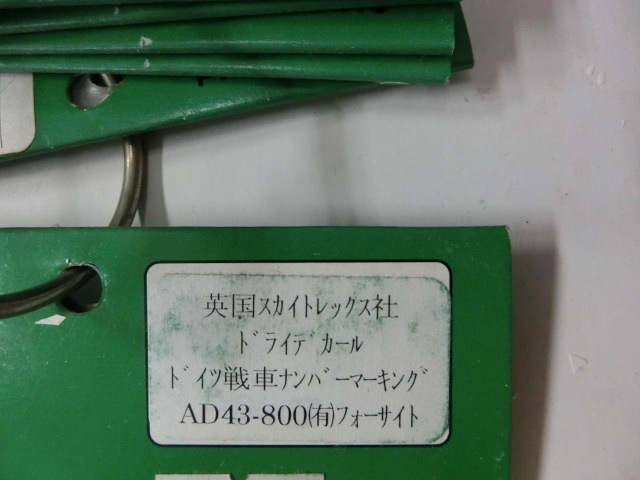 英国スカイトレックス社
ドライデカール
ドイツ戦車ナンバーマーキング
AD43-800㈲フォーサイト